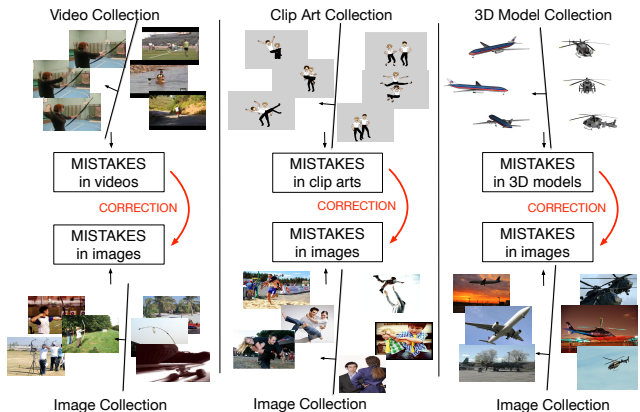 Video Collection
MISTAKES
in videos
CORRECTION
MISTAKES
in images
Image Collection
Clip Art Collection
MISTAKES
in clip arts
CORRECTION
MISTAKES
in images
Image Collection
3D Model Collection
MISTAKES
in 3D models
CORRECTION
MISTAKES
in images
Image Collection